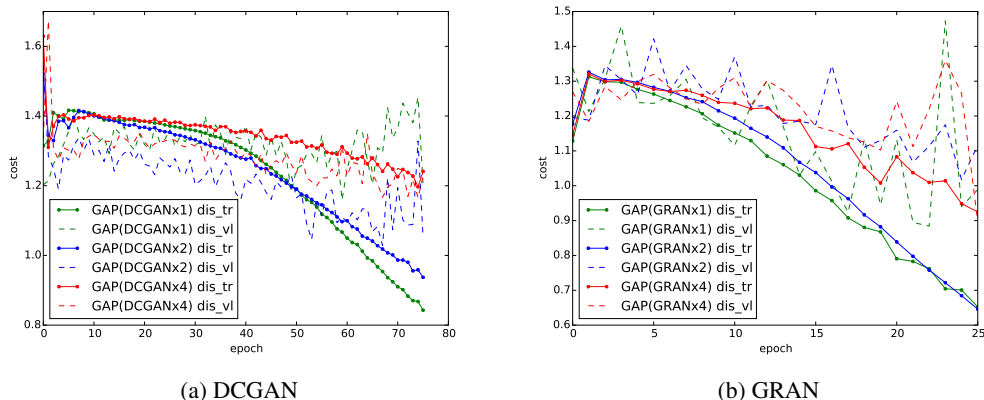 1.6
1.4
1.2
1.0
0.8
cost
0 10 20 30 40 50 60 70 80
epoch
GAP(DCGANx1) dis_tr
GAP(DCGANx1) dis_vl
GAP(DCGANx2) dis_tr
GAP(DCGANx2) dis_vl
GAP(DCGANx4) dis_tr
GAP(DCGANx4) dis_vl
(a) DCGAN
1.5
1.4
1.3
1.2
1.1
1.0
0.9
0.8
0.7
0.6
cost
0 5 10 15 20 25
epoch
GAP(GRANx1) dis_tr
GAP(GRANx1) dis_vl
GAP(GRANx2) dis_tr
GAP(GRANx2) dis_vl
GAP(GRANx4) dis_tr
GAP(GRANx4) dis_vl
(b) GRAN